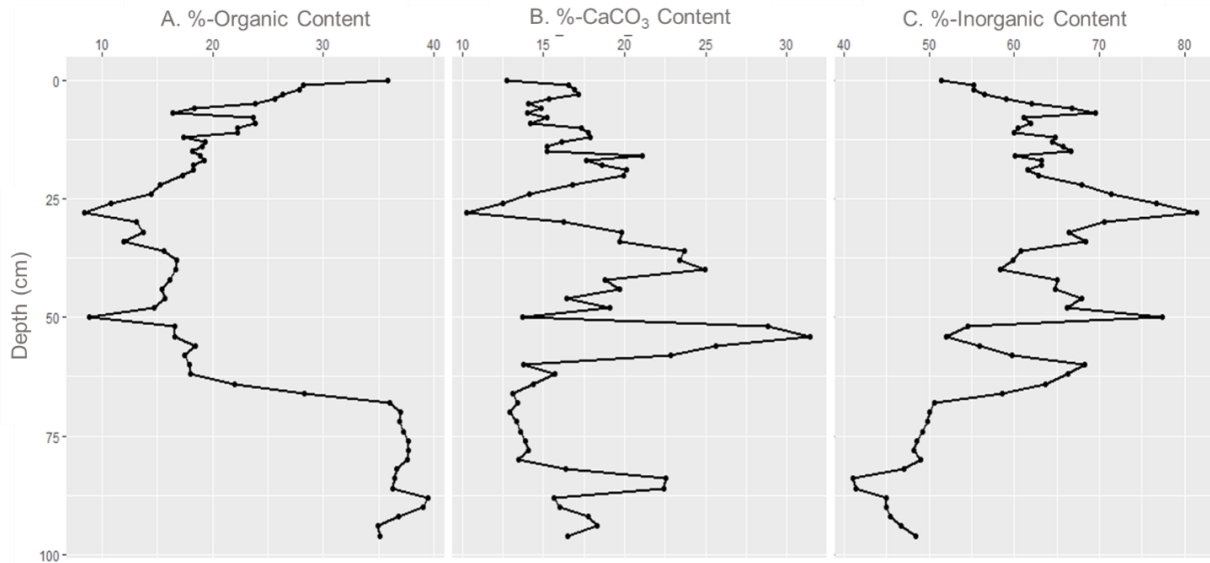 A. %-Organic Content
B. %-CaCO3 Content
C. %-Inorganic Content
10 20 30 40
10 15 20 25 30
40 50 60 70 80
Depth (cm)
0
25
50
75
100